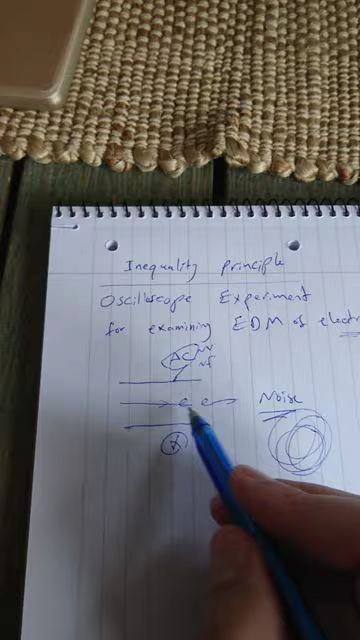 Inequality principle
Oscilloscope Experiment
for examining EDM of electr
AC
Noise
e e